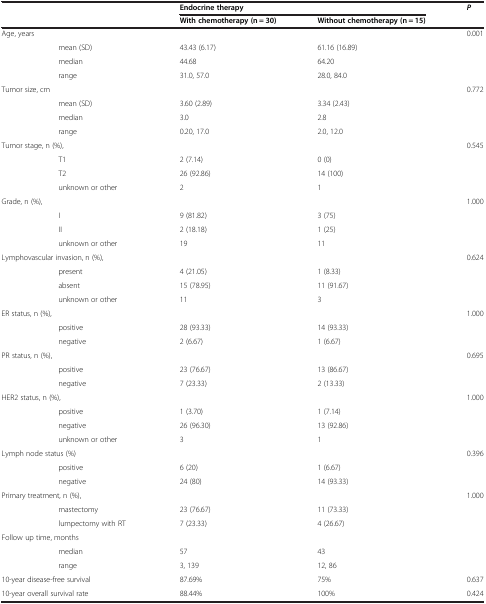 Endocrine therapy P
With chemotherapy (n = 30) Without chemotherapy (n = 15)
Age, years 0.001
mean (SD) 43.43 (6.17) 61.16 (16.89)
median 44.68 64.20
range 31.0, 57.0 28.0, 84.0
Tumor size, cm 0.772
mean (SD) 3.60 (2.89) 3.34 (2.43)
median 3.0 2.8
range 0.20, 17.0 2.0, 12.0
Tumor stage, n (%), 0.545
T1 2 (7.14) 0 (0)
T2 26 (92.86) 14 (100)
unknown or other 2 1
Grade, n (%), 1.000
I 9 (81.82) 3 (75)
II 2 (18.18) 1 (25)
unknown or other 19 11
Lymphovascular invasion, n (%), 0.624
present 4 (21.05) 1 (8.33)
absent 15 (78.95) 11 (91.67)
unknown or other 11 3
ER status, n (%), 1.000
positive 28 (93.33) 14 (93.33)
negative 2 (6.67) 1 (6.67)
PR status, n (%), 0.695
positive 23 (76.67) 13 (86.67)
negative 7 (23.33) 2 (13.33)
HER2 status, n (%), 1.000
positive 1 (3.70) 1 (7.14)
negative 26 (96.30) 13 (92.86)
unknown or other 3 1
Lymph node status (%) 0.396
positive 6 (20) 1 (6.67)
negative 24 (80) 14 (93.33)
Primary treatment, n (%), 1.000
mastectomy 23 (76.67) 11 (73.33)
lumpectomy with RT 7 (23.33) 4 (26.67)
Follow up time, months
median 57 43
range 3, 139 12, 86
10-year disease-free survival 87.69% 75% 0.637
10-year overall survival rate 88.44% 100% 0.424